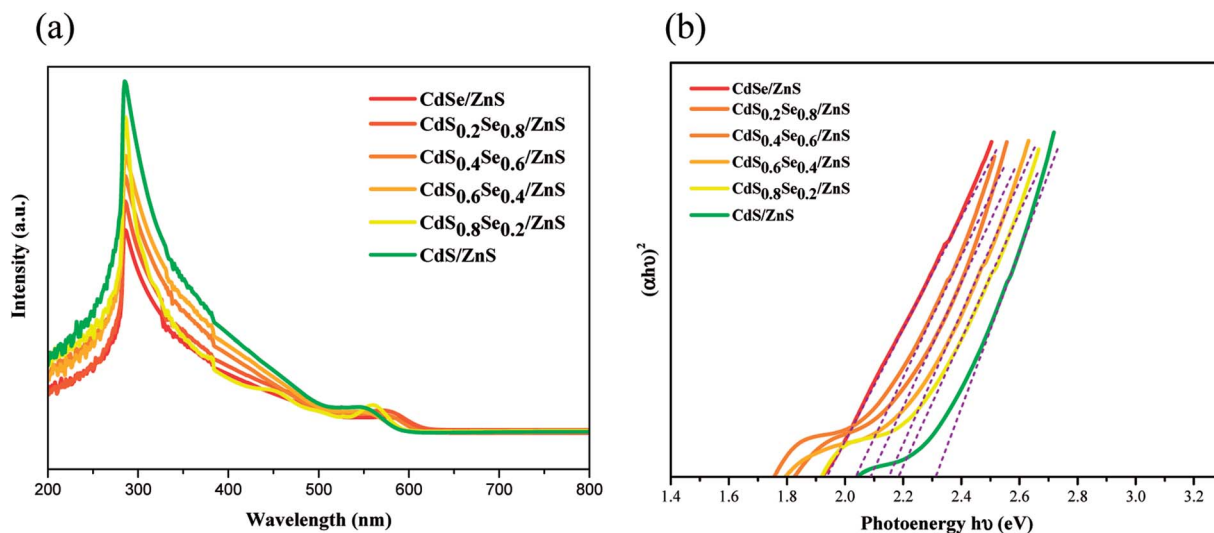 (a)
Intensity (a.u.)
CdSe/ZnS
CdS0.2Se0.8/ZnS
CdS0.4Se0.6/ZnS
CdS0.6Se0.4/ZnS
CdS0.8Se0.2/ZnS
CdS/ZnS
200 300 400 500 600 700 800
Wavelength (nm)
(b)
(αhυ)2
CdSe/ZnS
CdS0.2Se0.8/ZnS
CdS0.4Se0.6/ZnS
CdS0.6Se0.4/ZnS
CdS0.8Se0.2/ZnS
CdS/ZnS
1.4 1.6 1.8 2.0 2.2 2.4 2.6 2.8 3.0 3.2
Photoenergy hυ (eV)